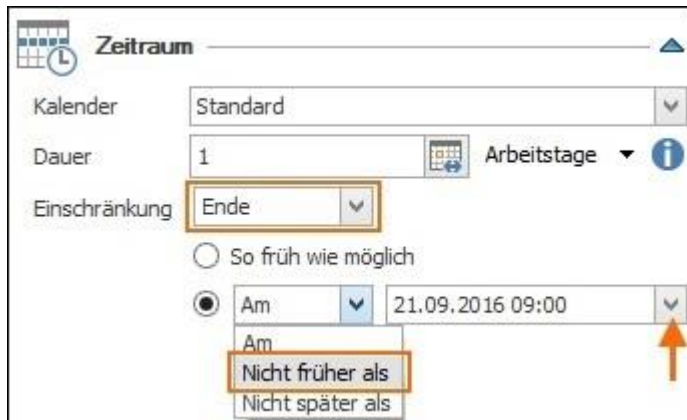 Zeitraum
Kalender Standard
Dauer 1 Arbeitstage
Einschränkung Ende
So früh wie möglich
Am 21.09.2016 09:00
Am
Nicht früher als
Nicht später als